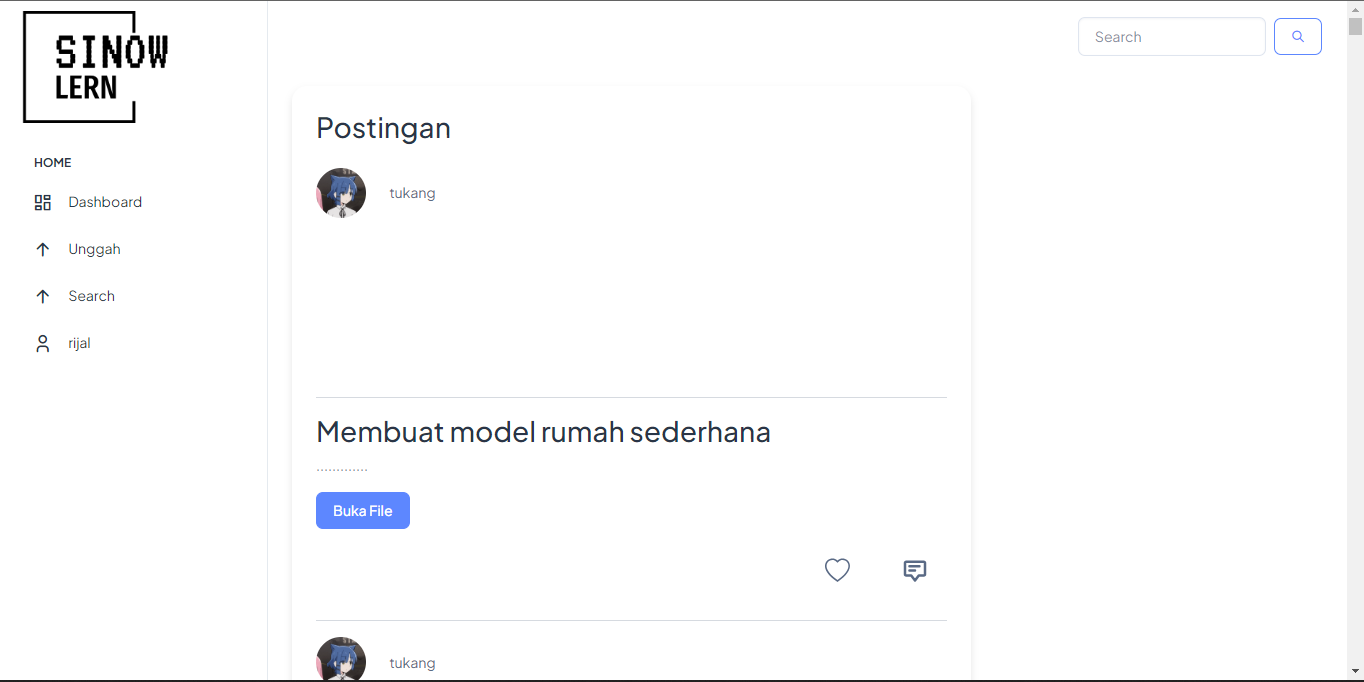 SINOW
LERN
Search
HOME
Dashboard
Unggah
Search
rijal
Postingan
tukang
Membuat model rumah sederhana
.............
Buka File
tukang